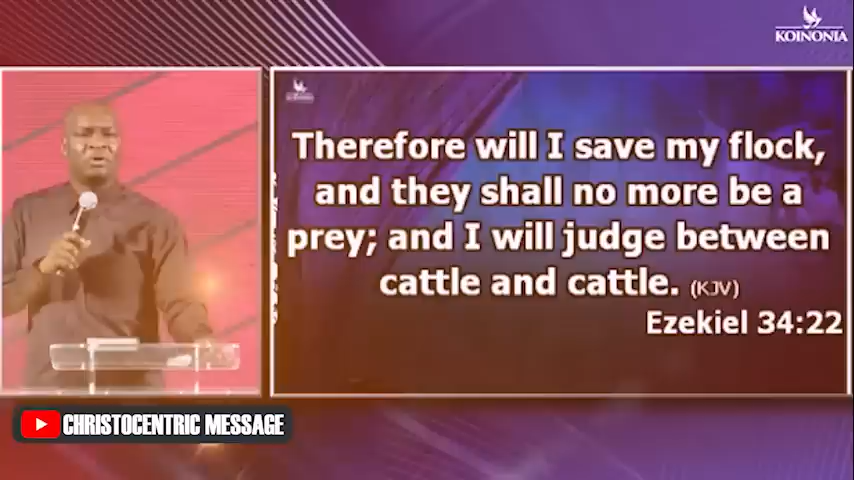 KOINONIA
Therefore will I save my flock,
and they shall no more be a
prey; and I will judge between
cattle and cattle. (KJV)
Ezekiel 34:22
CHRISTOCENTRIC MESSAGE